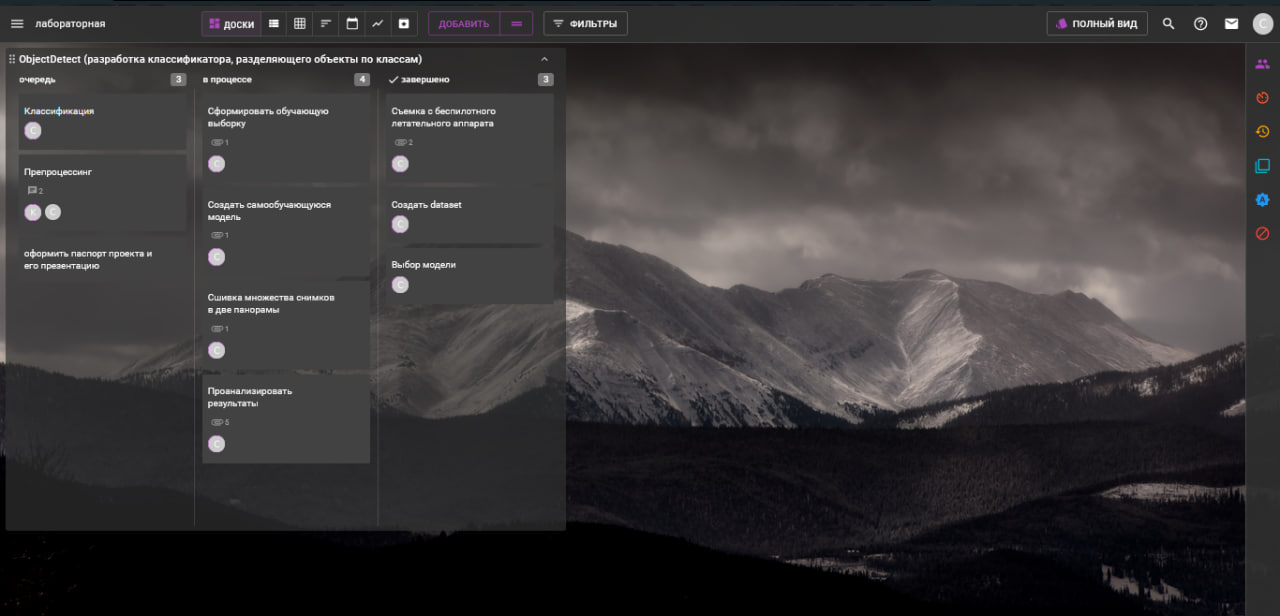 лабораторная
ДОСКИ
ДОБАВИТЬ
ФИЛЬТРЫ
ПОЛНЫЙ ВИД
С
ObjectDetect (разработка классификатора, разделяющего объекты по классам)
очередь 3
Классификация
С
Препроцессинг
2
К С
оформить паспорт проекта и
его презентацию
в процессе 4
Сформировать обучающую
выборку
1
С
Создать самообучающуюся
модель
1
С
Сшивка множества снимков
в две панорамы
1
С
Проанализировать
результаты
5
С
завершено 3
Съемка с беспилотного
летательного аппарата
2
С
Создать dataset
С
Выбор модели
С